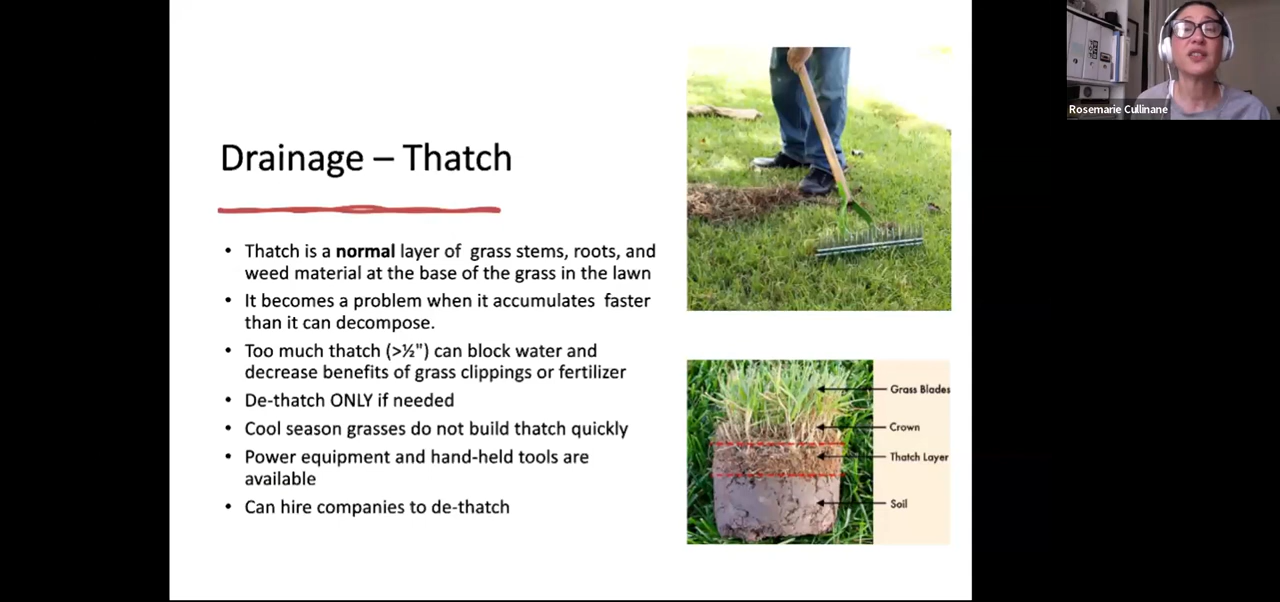 Drainage – Thatch
• Thatch is a normal layer of  grass stems, roots, and
weed material at the base of the grass in the lawn
• It becomes a problem when it accumulates  faster
than it can decompose.
• Too much thatch (>½") can block water and
decrease benefits of grass clippings or fertilizer
• De-thatch ONLY if needed
• Cool season grasses do not build thatch quickly
• Power equipment and hand-held tools are
available
• Can hire companies to de-thatch
Grass Blades
Crown
Thatch Layer
Soil
Rosemarie Cullinane